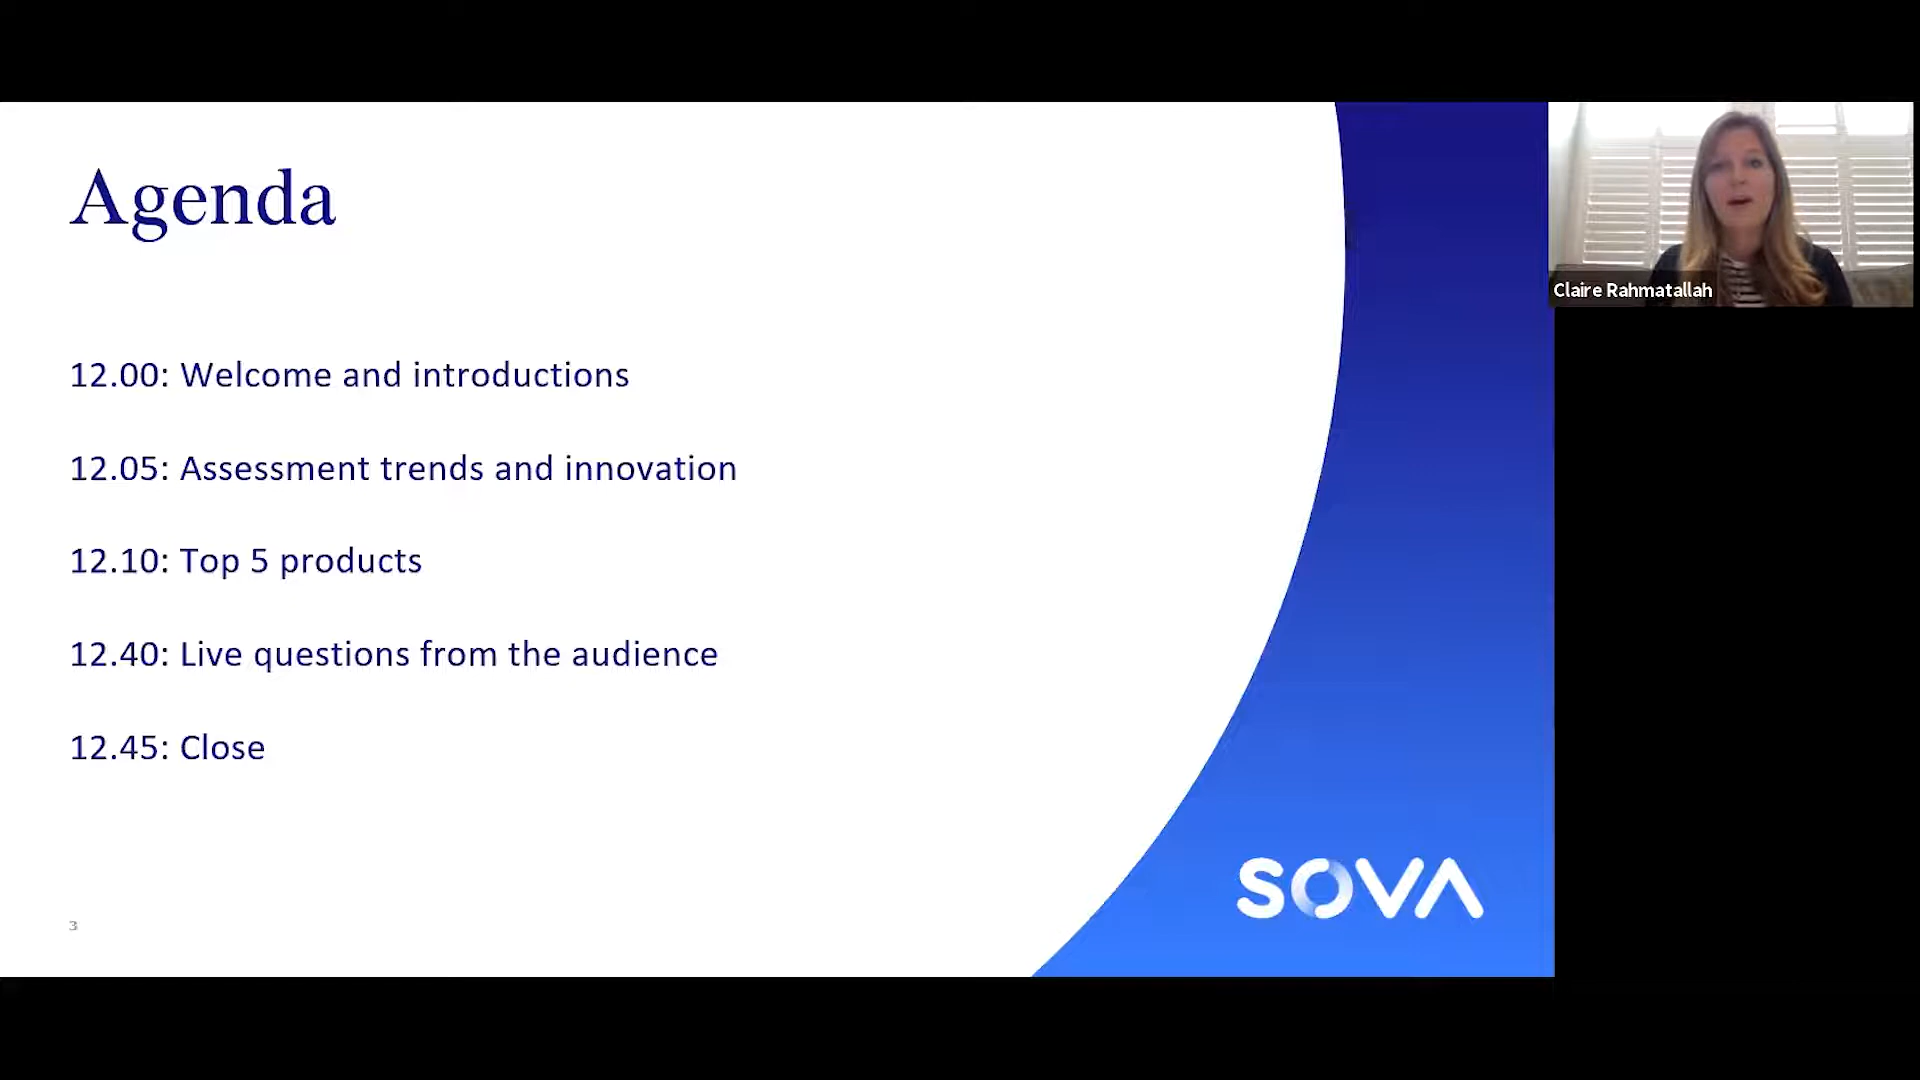 Agenda
12.00: Welcome and introductions
12.05: Assessment trends and innovation
12.10: Top 5 products
12.40: Live questions from the audience
12.45: Close
3
SOVA
Claire Rahmatallah